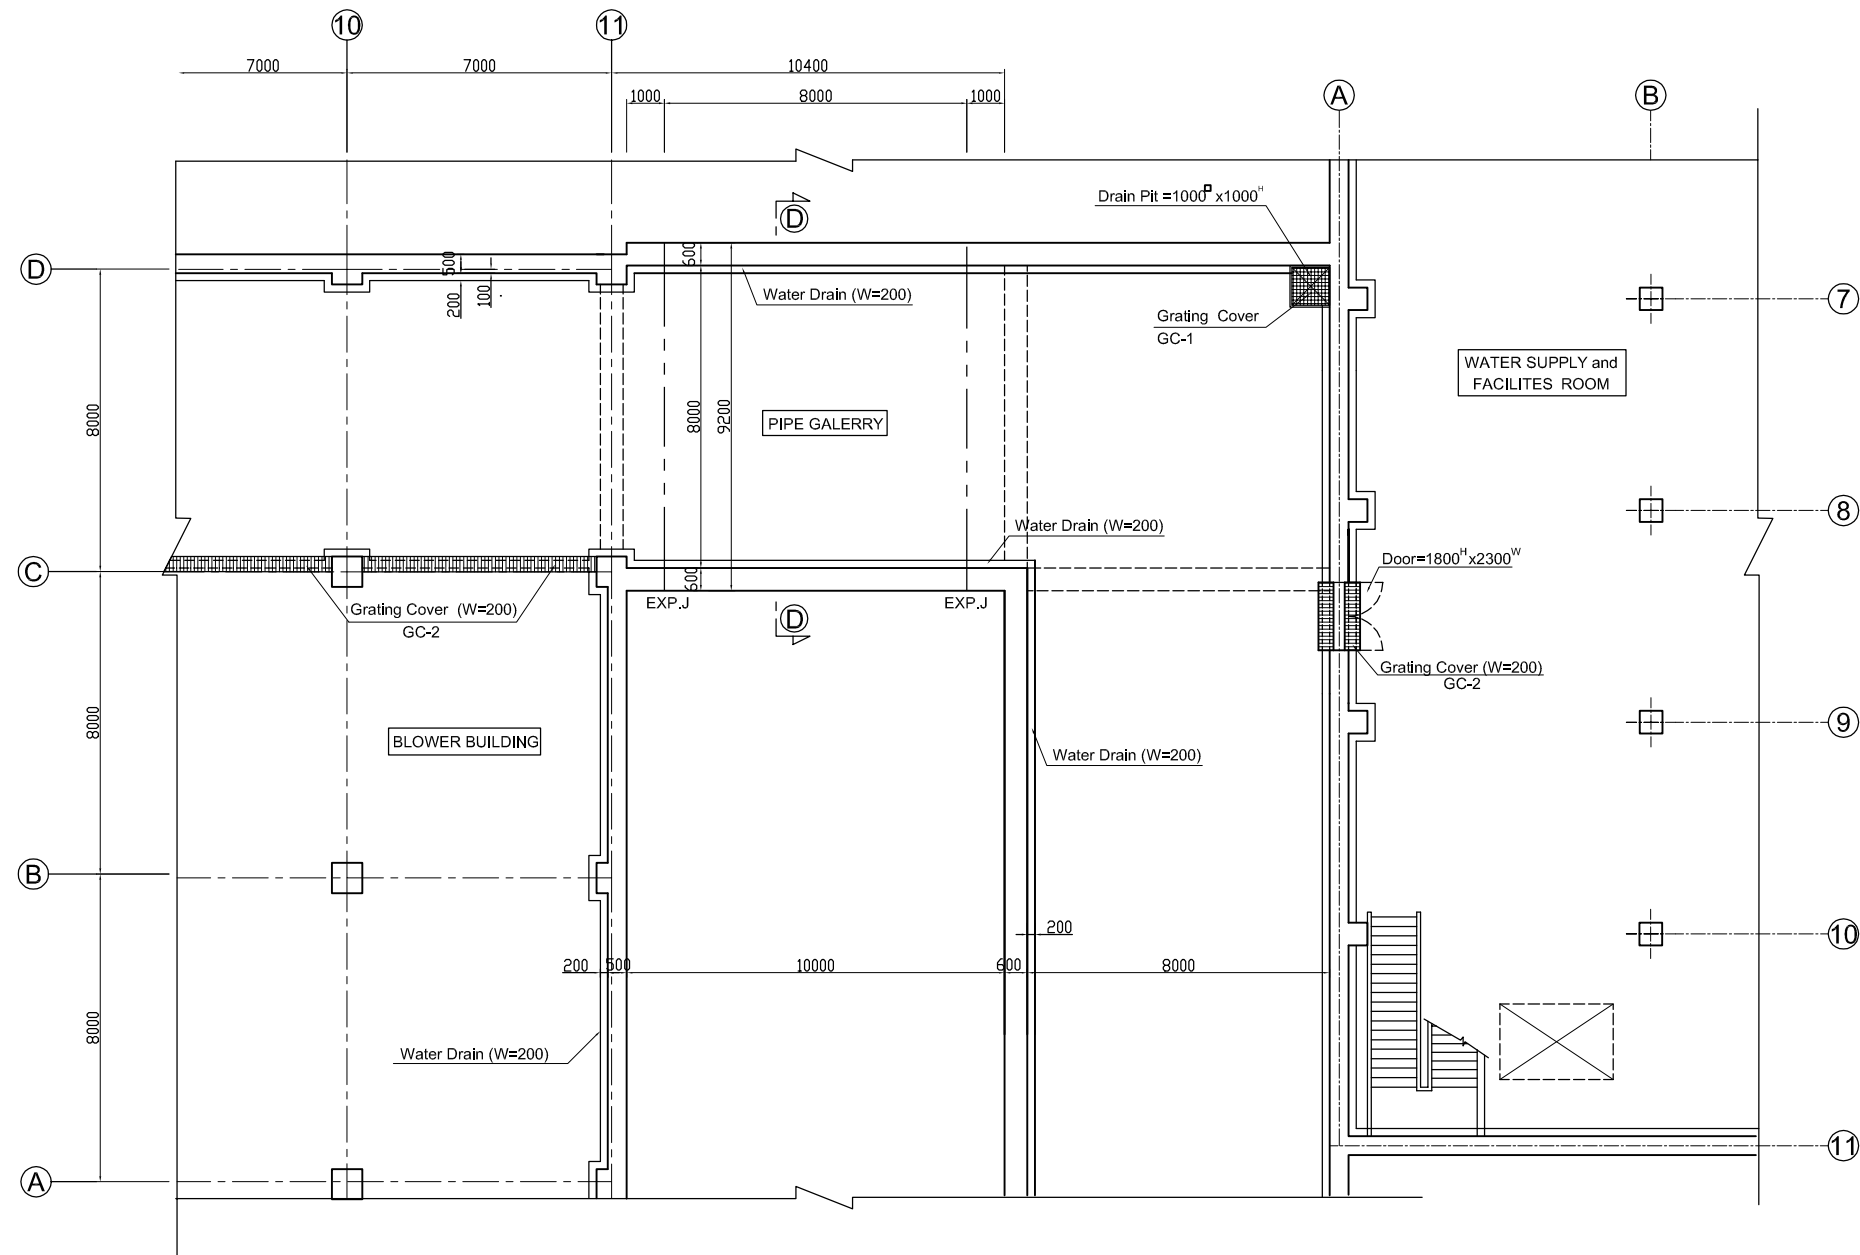 10
11
7000
7000
10400
1000
8000
1000
A
B
Drain Pit =1000□ x1000H
D
D
600
500
200
100
Water Drain (W=200)
Grating Cover
GC-1
7
WATER SUPPLY and
FACILITES ROOM
8000
8000
9200
PIPE GALERRY
8
Water Drain (W=200)
Door=1800H x2300W
C
600
EXP.J
EXP.J
D
Grating Cover (W=200)
GC-2
Grating Cover (W=200)
GC-2
8000
9
BLOWER BUILDING
Water Drain (W=200)
B
200
10
200
500
10000
600
8000
8000
Water Drain (W=200)
11
A